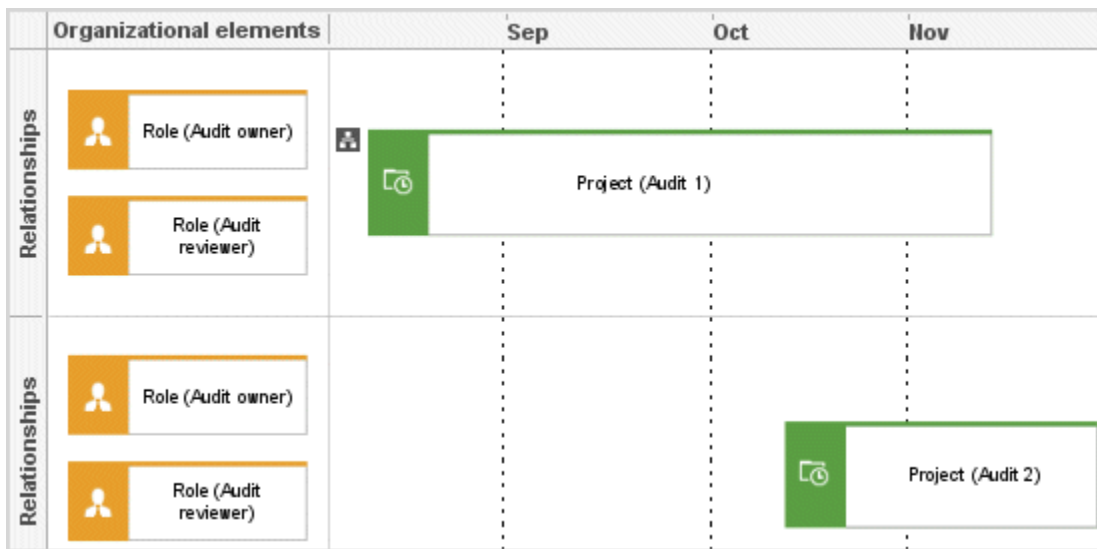 Organizational elements
Sep
Oct
Nov
Relationships
Role (Audit owner)
Role (Audit
reviewer)
Project (Audit 1)
Relationships
Role (Audit owner)
Role (Audit
reviewer)
Project (Audit 2)